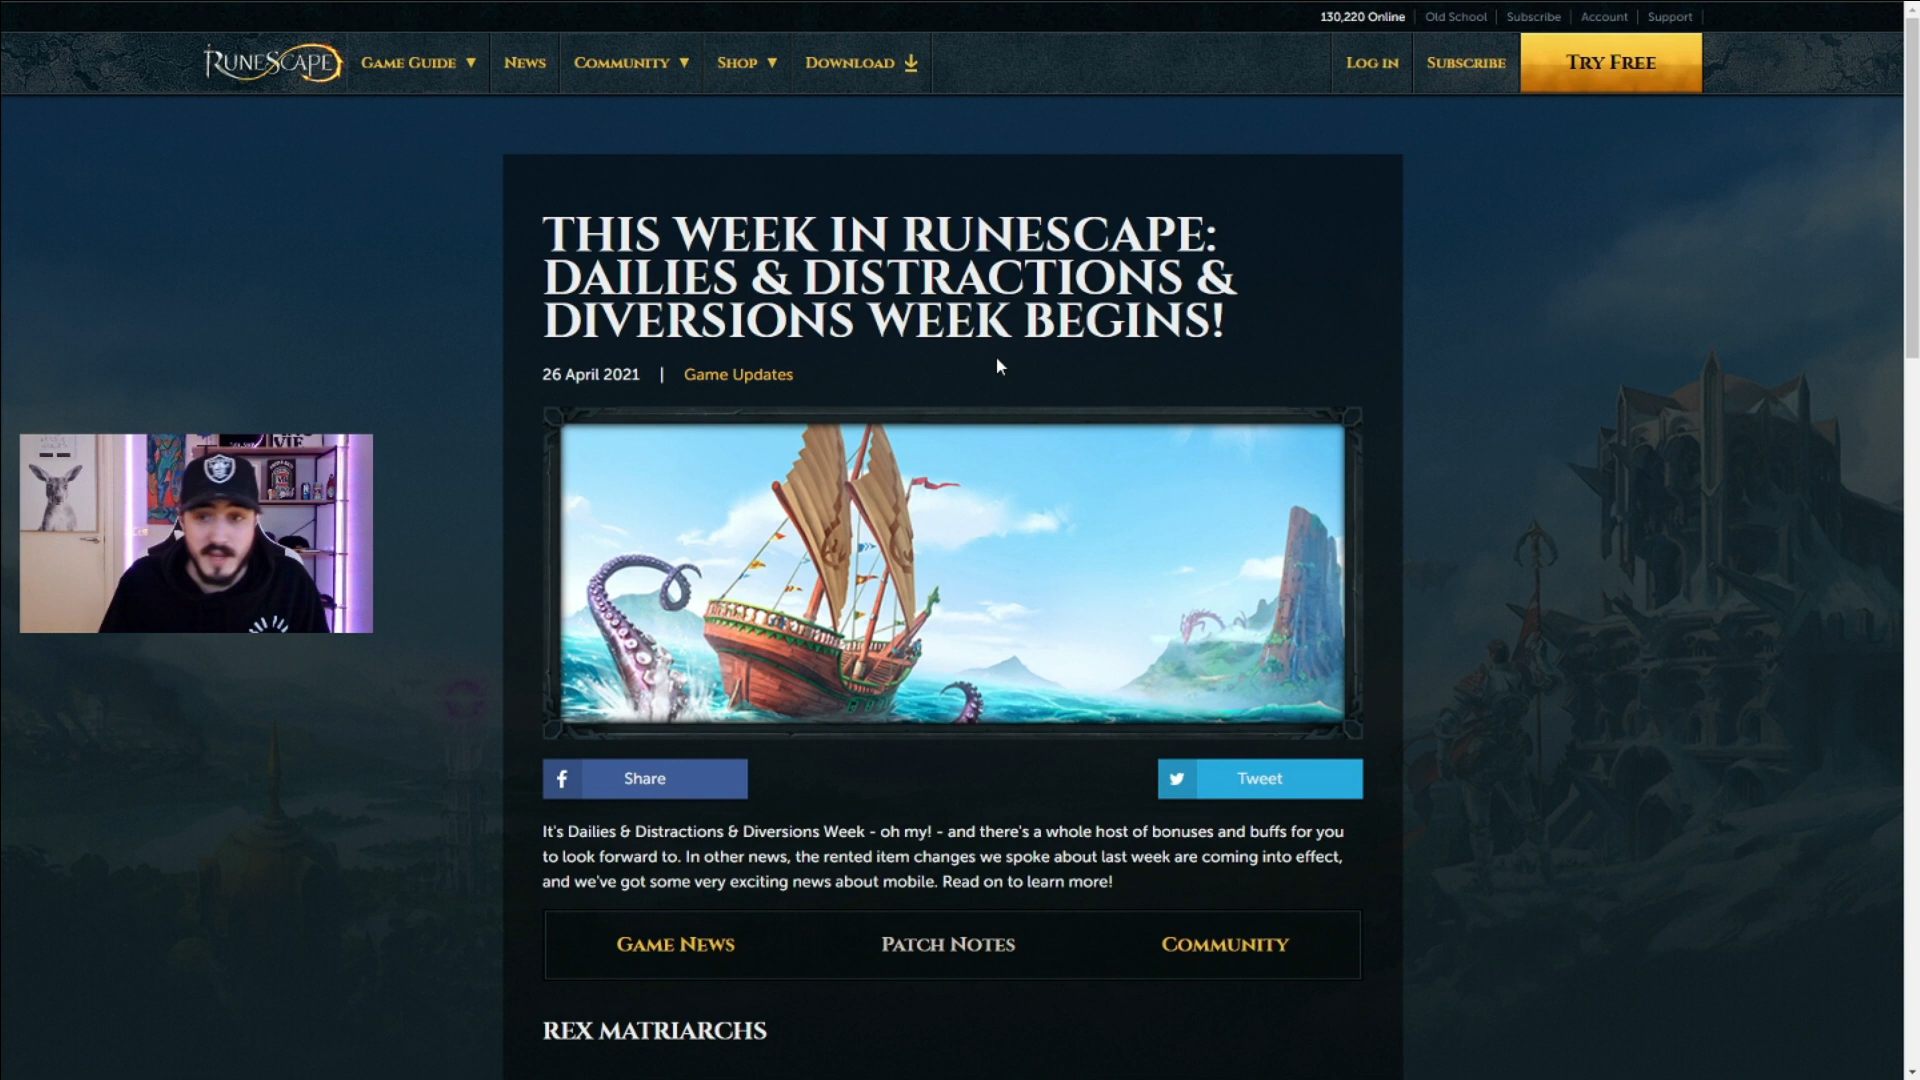 130,220 Online
Old School
Subscribe
Account
Support
RUNESCAPE
GAME GUIDE
NEWS
COMMUNITY
SHOP
DOWNLOAD
LOG IN
SUBSCRIBE
TRY FREE
THIS WEEK IN RUNESCAPE:
DAILIES & DISTRACTIONS &
DIVERSIONS WEEK BEGINS!
26 April 2021 | Game Updates
Share
Tweet
It's Dailies & Distractions & Diversions Week - oh my! - and there's a whole host of bonuses and buffs for you
to look forward to. In other news, the rented item changes we spoke about last week are coming into effect,
and we've got some very exciting news about mobile. Read on to learn more!
GAME NEWS
PATCH NOTES
COMMUNITY
REX MATRIARCHS